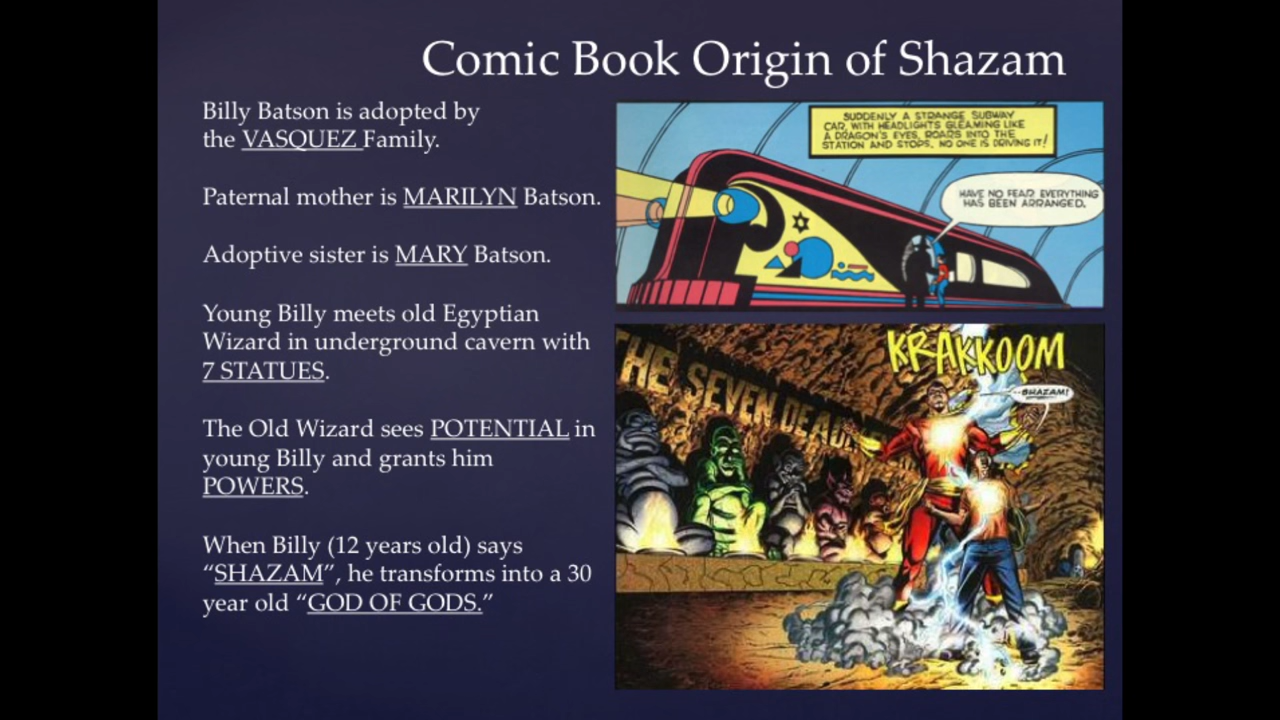 Comic Book Origin of Shazam
Billy Batson is adopted by
the VASQUEZ Family.
Paternal mother is MARILYN Batson.
Adoptive sister is MARY Batson.
Young Billy meets old Egyptian
Wizard in underground cavern with
7 STATUES.
The Old Wizard sees POTENTIAL in
young Billy and grants him
POWERS.
When Billy (12 years old) says
“SHAZAM”, he transforms into a 30
year old “GOD OF GODS.”
SUDDENLY A STRANGE SUBWAY
CAR, WITH HEADLIGHTS GLEAMING LIKE
A DRAGON'S EYES, ROARS INTO THE
STATION AND STOPS. NO ONE IS DRIVING IT!
HAVE NO FEAR. EVERYTHING
HAS BEEN ARRANGED.
KRAKKOOM
--SHAZAM!
THE SEVEN DEADL